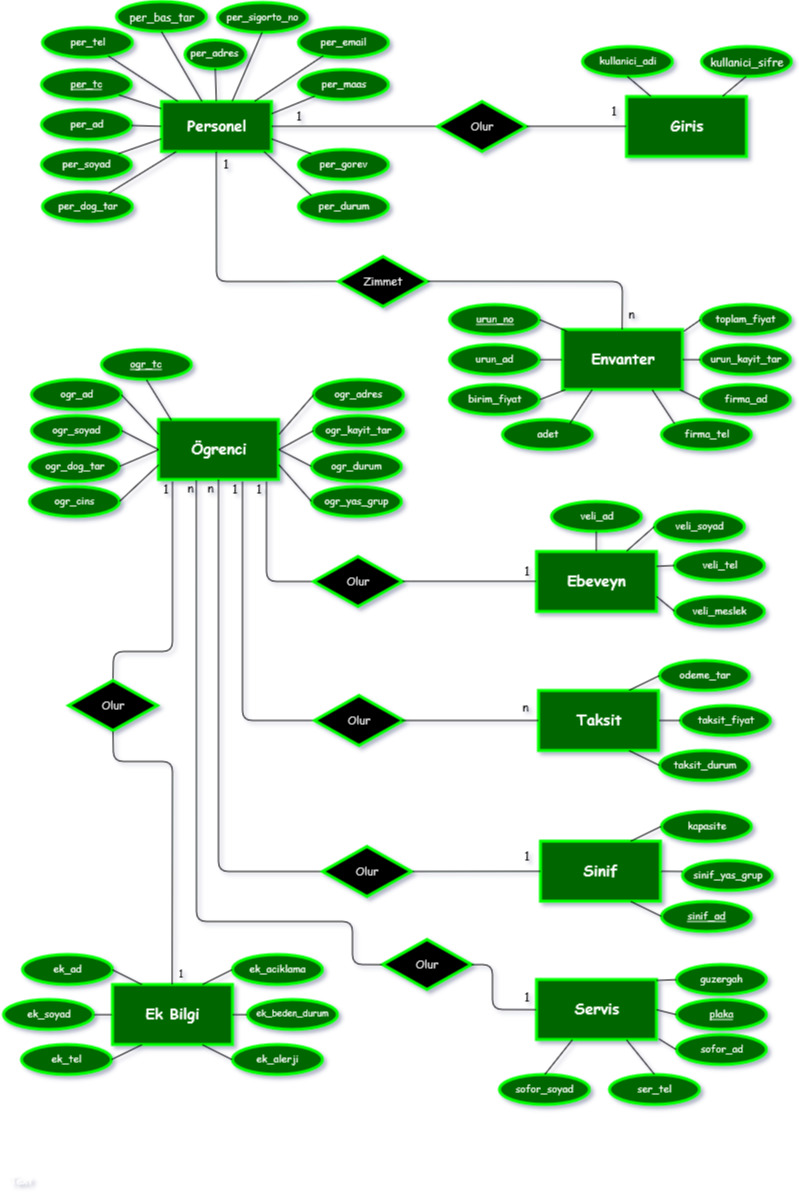 per_bas_tar
per_sigorto_no
per_tel
per_adres
per_email
per_tc
per_maas
per_ad
Personel
per_soyad
per_gorev
per_dog_tar
per_durum
1
1
Olur
1
kullanici_adi
kullanici_sifre
Giris
Zimmet
n
urun_no
toplam_fiyat
urun_ad
Envanter
urun_kayit_tar
birim_fiyat
firma_ad
adet
firma_tel
ogr_tc
ogr_ad
ogr_adres
ogr_soyad
Ögrenci
ogr_kayit_tar
ogr_dog_tar
ogr_durum
ogr_cins
ogr_yas_grup
1
n
n
1
1
Olur
1
veli_ad
veli_soyad
Ebeveyn
veli_tel
veli_meslek
Olur
Olur
n
odeme_tar
Taksit
taksit_fiyat
taksit_durum
Olur
1
kapasite
Sinif
sinif_yas_grup
sinif_ad
Olur
1
guzergah
Servis
plaka
sofor_ad
sofor_soyad
ser_tel
1
ek_ad
ek_aciklama
ek_soyad
Ek Bilgi
ek_beden_durum
ek_tel
ek_alerji